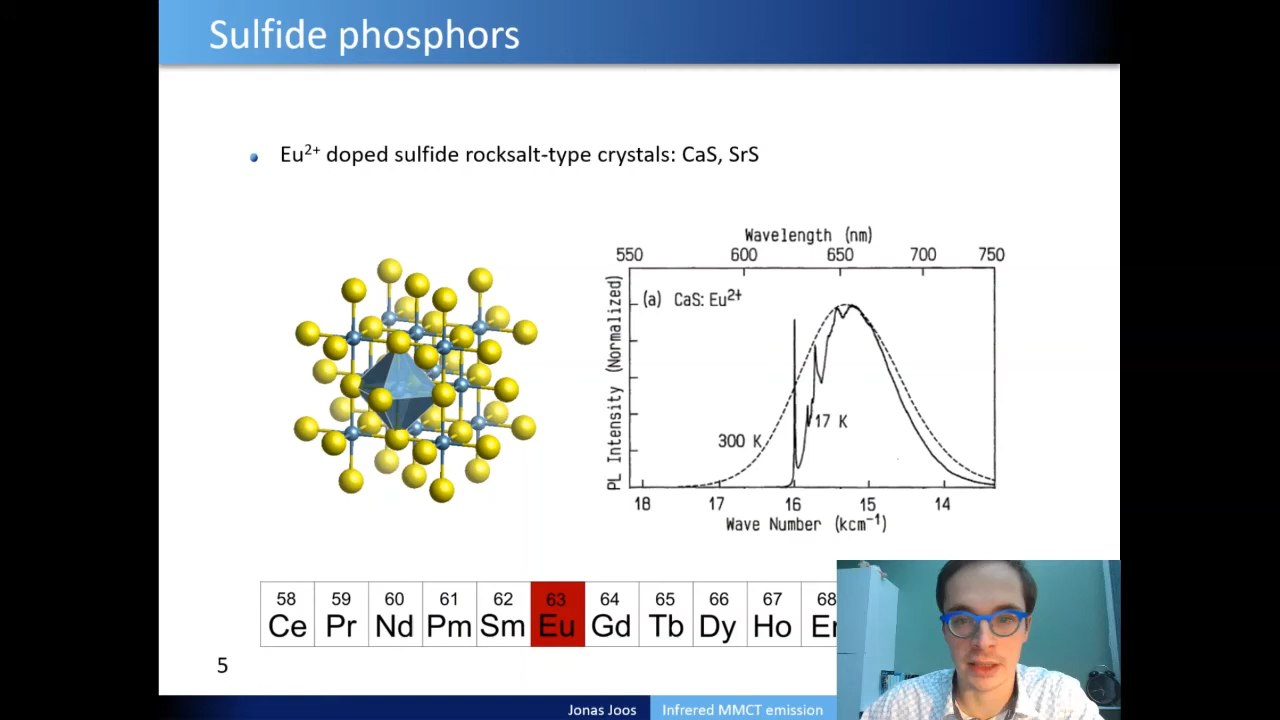 Sulfide phosphors
Eu²⁺ doped sulfide rocksalt-type crystals: CaS, SrS
Wavelength (nm)
550 600 650 700 750
(a) CaS: Eu²⁺
PL Intensity (Normalized)
17 K
300 K
18 17 16 15 14
Wave Number (kcm⁻¹)
58 59 60 61 62 63 64 65 66 67 68
Ce Pr Nd Pm Sm Eu Gd Tb Dy Ho Er
5
Jonas Joos Infrered MMCT emission